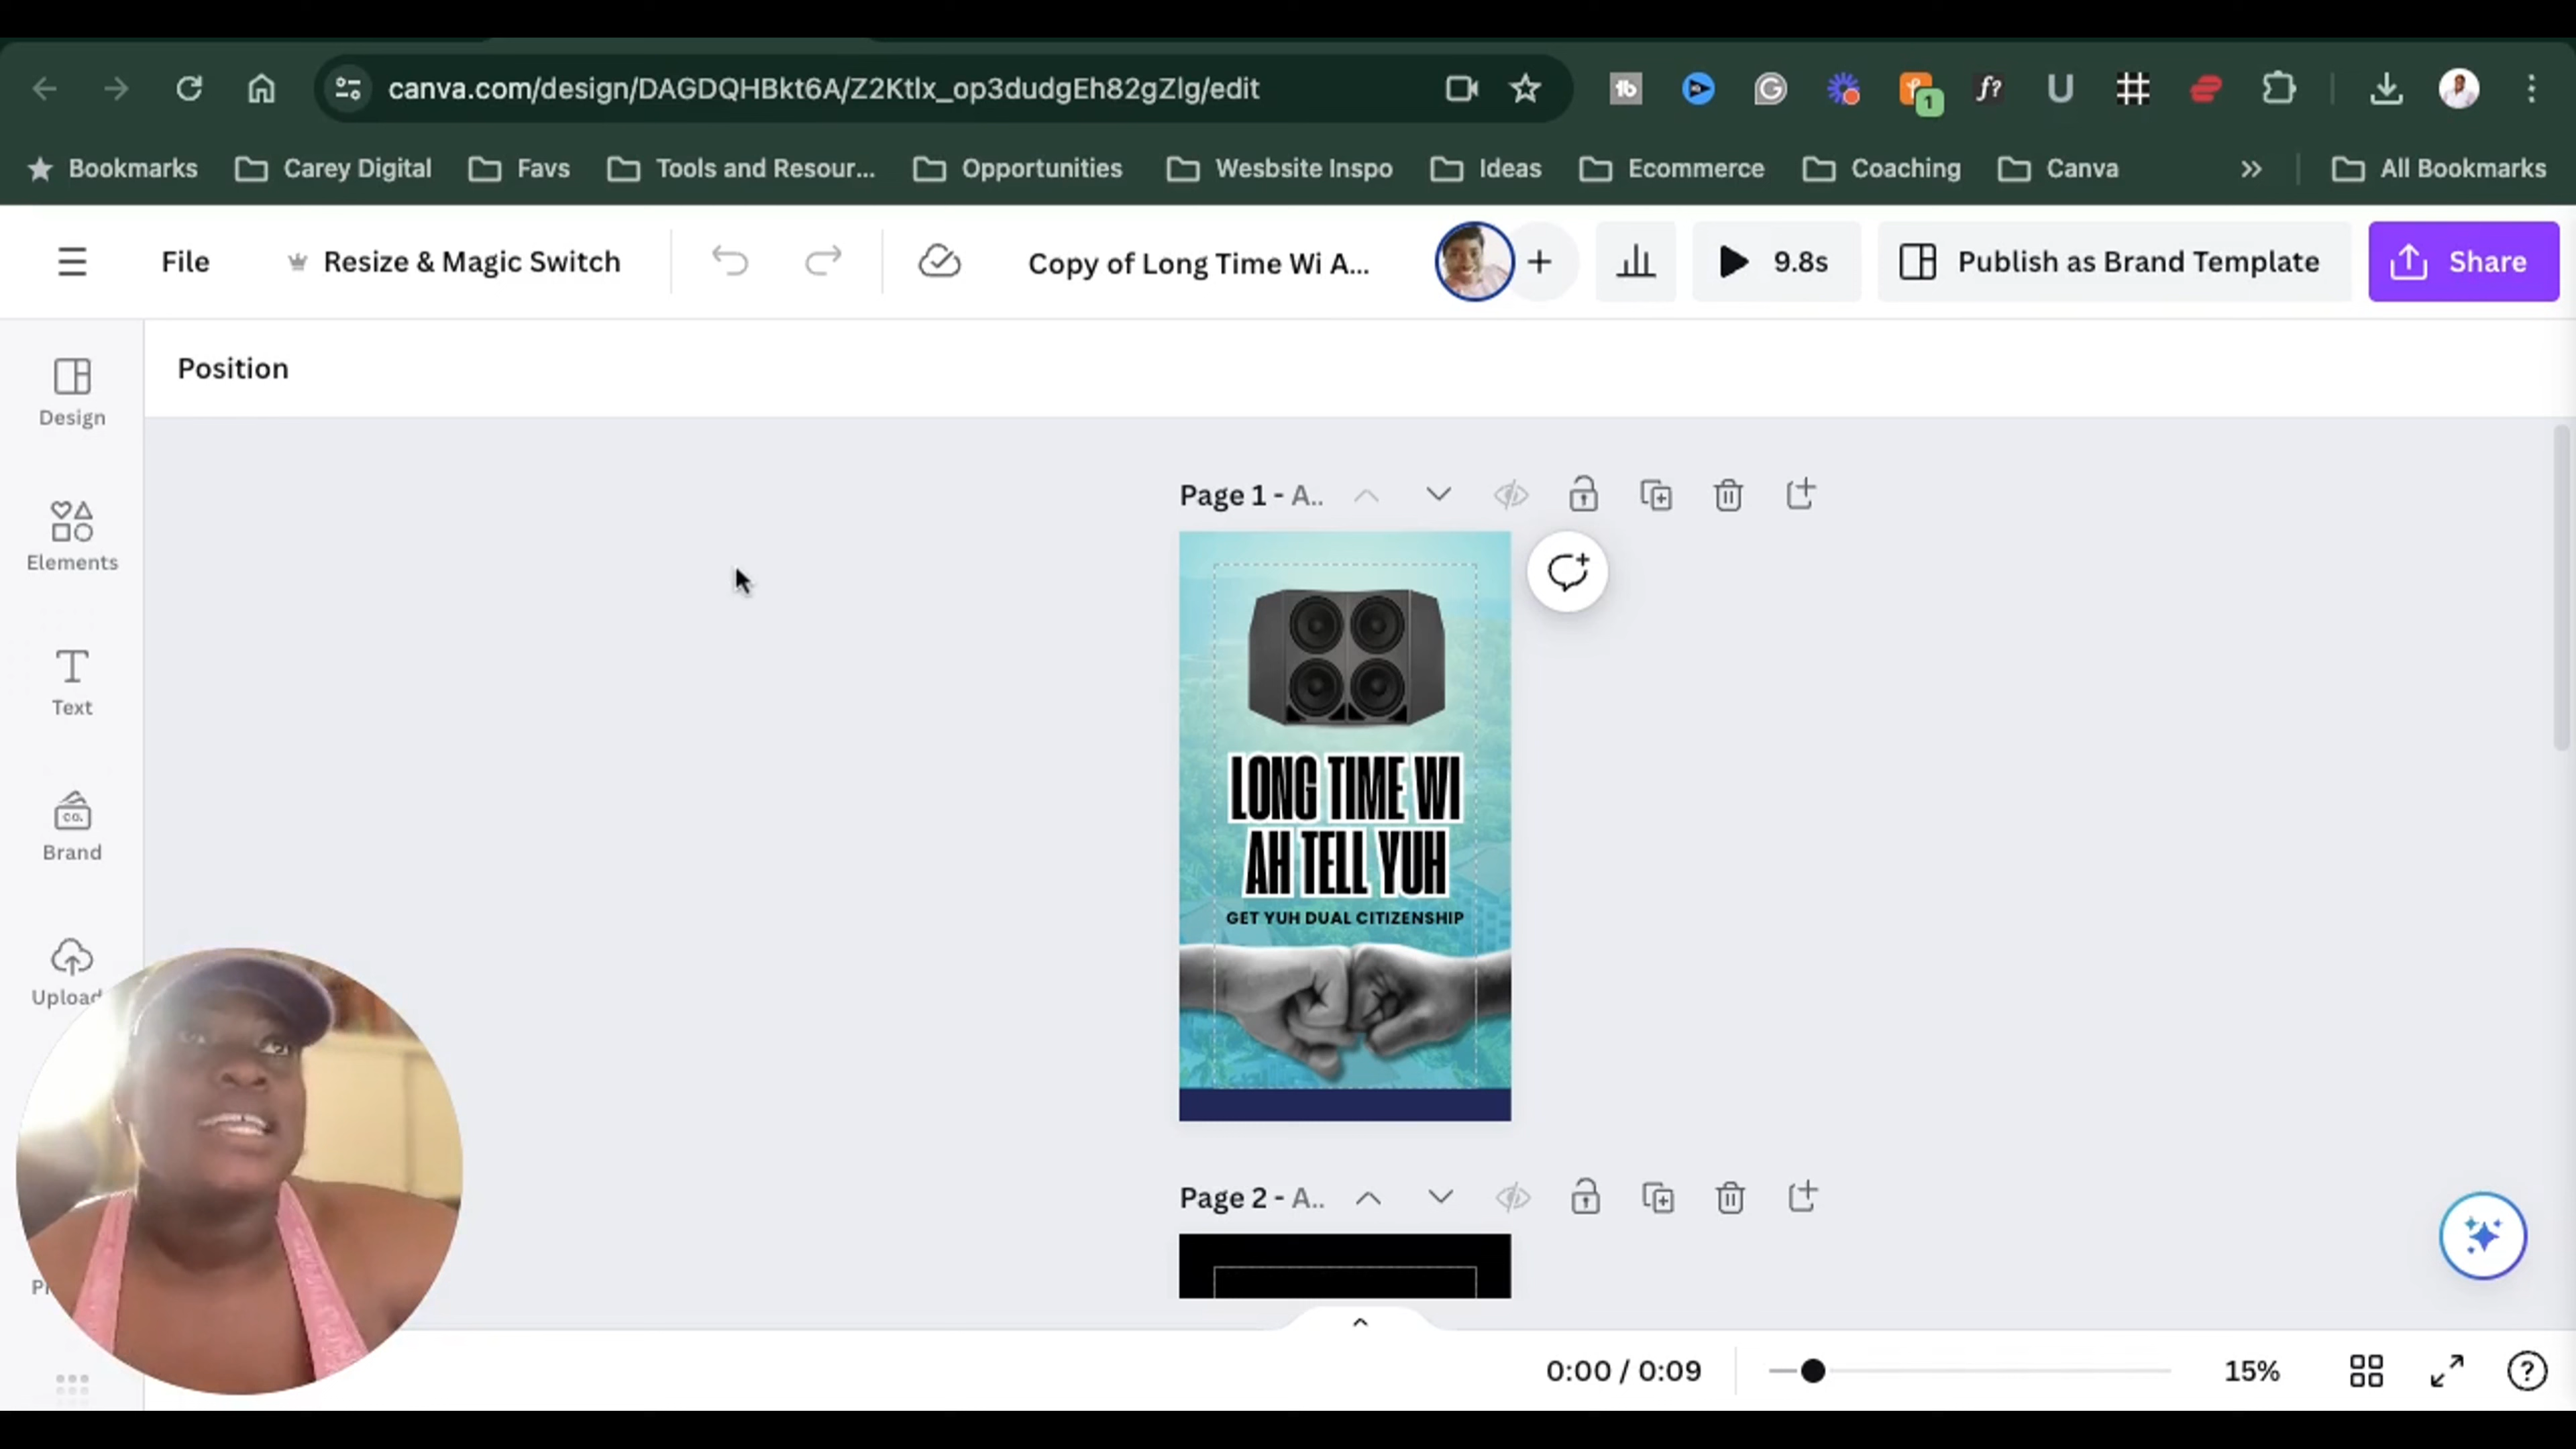 canva.com/design/DAGDQHBkt6A/Z2Ktlx_op3dudgEh82gZlg/edit
1
Bookmarks Carey Digital Favs Tools and Resour... Opportunities Wesbsite Inspo Ideas Ecommerce Coaching Canva All Bookmarks
File Resize & Magic Switch Copy of Long Time Wi A... 9.8s Publish as Brand Template Share
Position
Design
Elements
Text
CO.
Brand
Page 1 - A..
LONG TIME WI
AH TELL YUH
GET YUH DUAL CITIZENSHIP
Page 2 - A..
0:00 / 0:09 15%